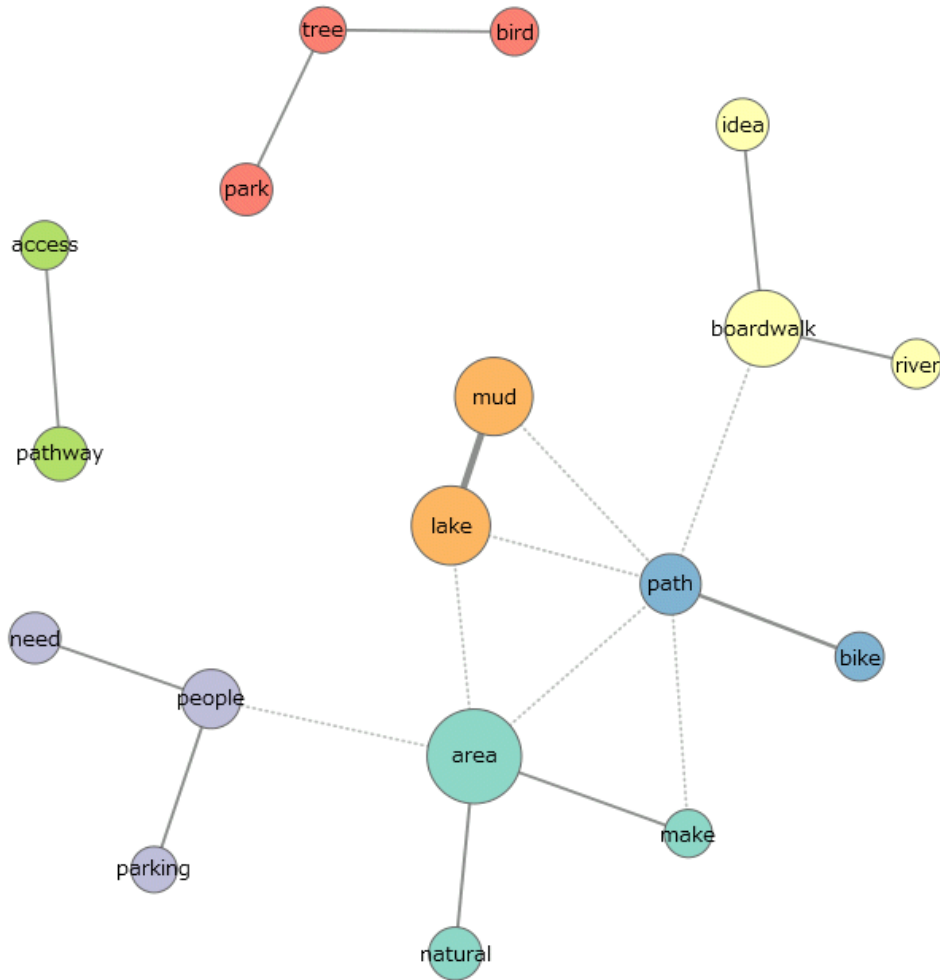 tree
bird
idea
park
access
boardwalk
river
mud
pathway
lake
path
need
bike
people
area
make
parking
natural